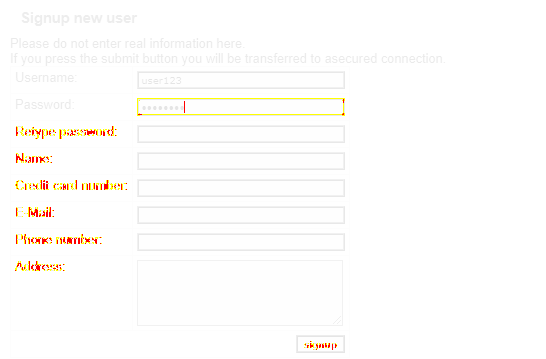 Signup new user
Please do not enter real information here.
If you press the submit button you will be transferred to asecured connection.
Username:
user123
Password:
••••••••
Retype password:
Name:
Credit card number:
E-Mail:
Phone number:
Address:
signup